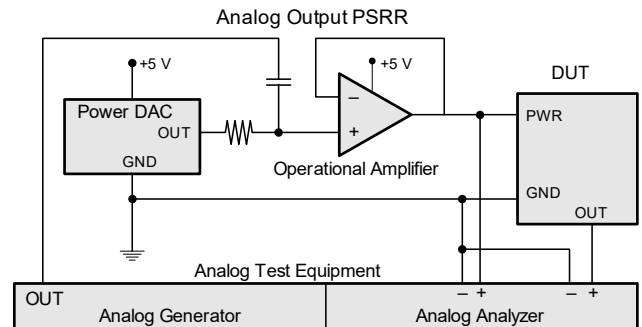 Analog Output PSRR
+5 V
+5 V
DUT
Power DAC
OUT
–
+
PWR
GND
Operational Amplifier
GND
OUT
Analog Test Equipment
OUT
– +
– +
Analog Generator
Analog Analyzer